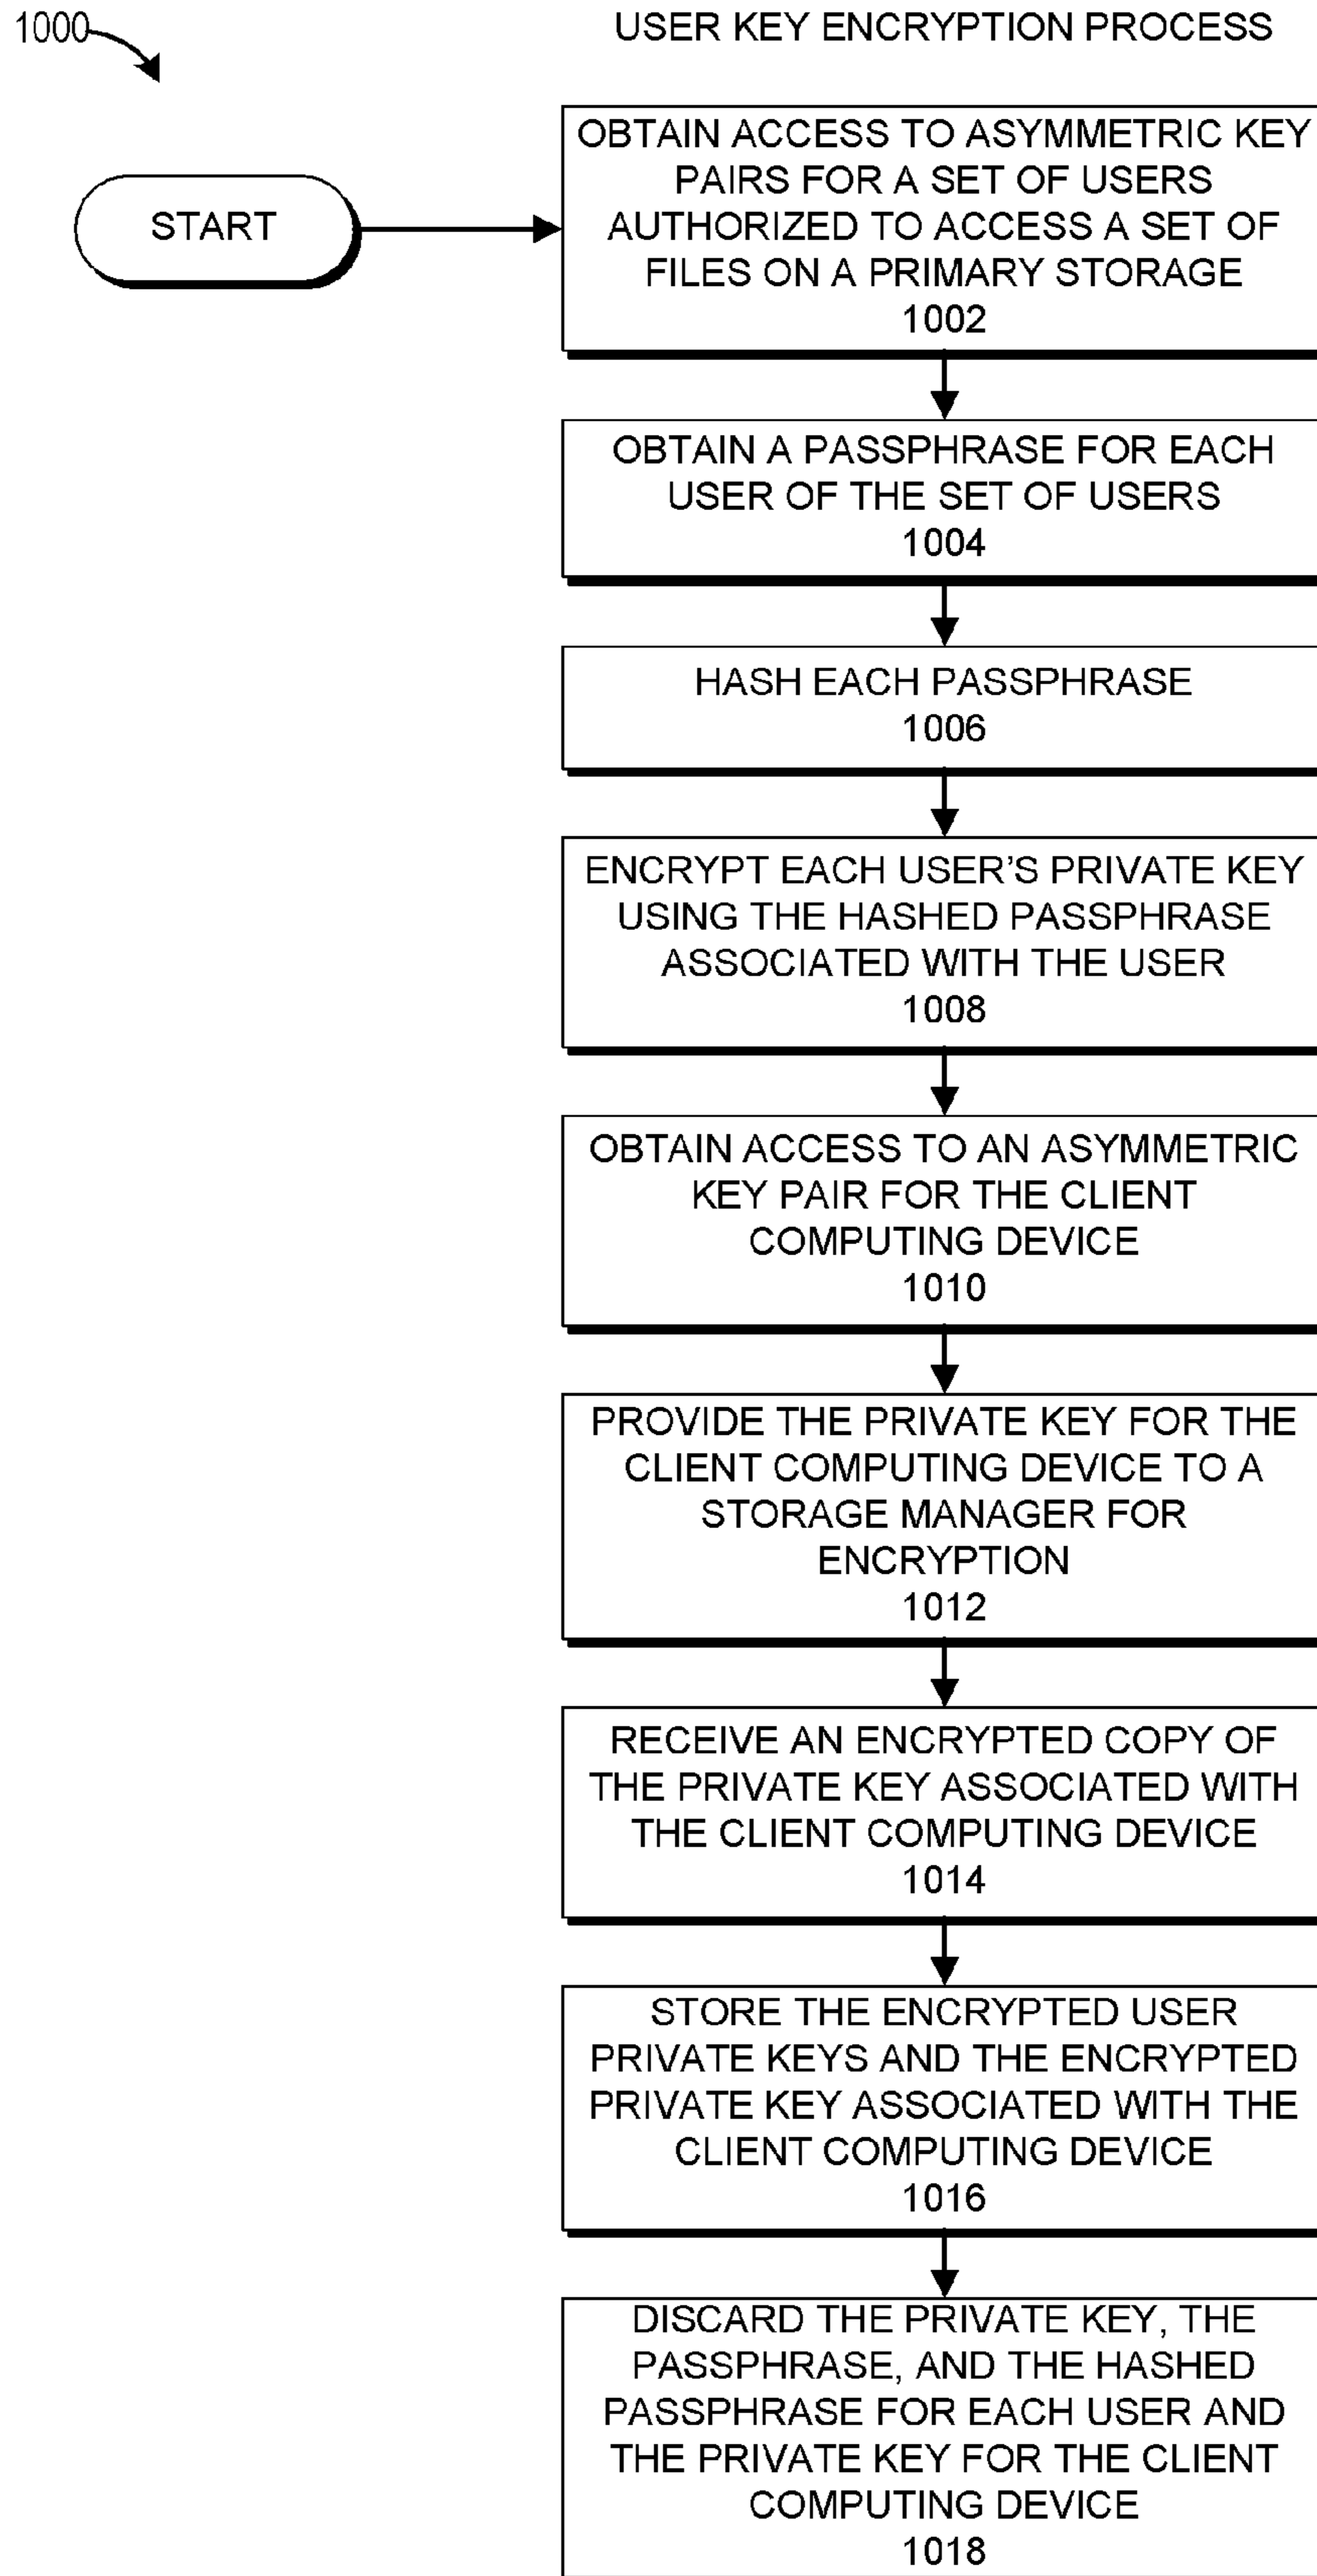 1000
USER KEY ENCRYPTION PROCESS
START
OBTAIN ACCESS TO ASYMMETRIC KEY
PAIRS FOR A SET OF USERS
AUTHORIZED TO ACCESS A SET OF
FILES ON A PRIMARY STORAGE
1002
OBTAIN A PASSPHRASE FOR EACH
USER OF THE SET OF USERS
1004
HASH EACH PASSPHRASE
1006
ENCRYPT EACH USER'S PRIVATE KEY
USING THE HASHED PASSPHRASE
ASSOCIATED WITH THE USER
1008
OBTAIN ACCESS TO AN ASYMMETRIC
KEY PAIR FOR THE CLIENT
COMPUTING DEVICE
1010
PROVIDE THE PRIVATE KEY FOR THE
CLIENT COMPUTING DEVICE TO A
STORAGE MANAGER FOR
ENCRYPTION
1012
RECEIVE AN ENCRYPTED COPY OF
THE PRIVATE KEY ASSOCIATED WITH
THE CLIENT COMPUTING DEVICE
1014
STORE THE ENCRYPTED USER
PRIVATE KEYS AND THE ENCRYPTED
PRIVATE KEY ASSOCIATED WITH THE
CLIENT COMPUTING DEVICE
1016
DISCARD THE PRIVATE KEY, THE
PASSPHRASE, AND THE HASHED
PASSPHRASE FOR EACH USER AND
THE PRIVATE KEY FOR THE CLIENT
COMPUTING DEVICE
1018